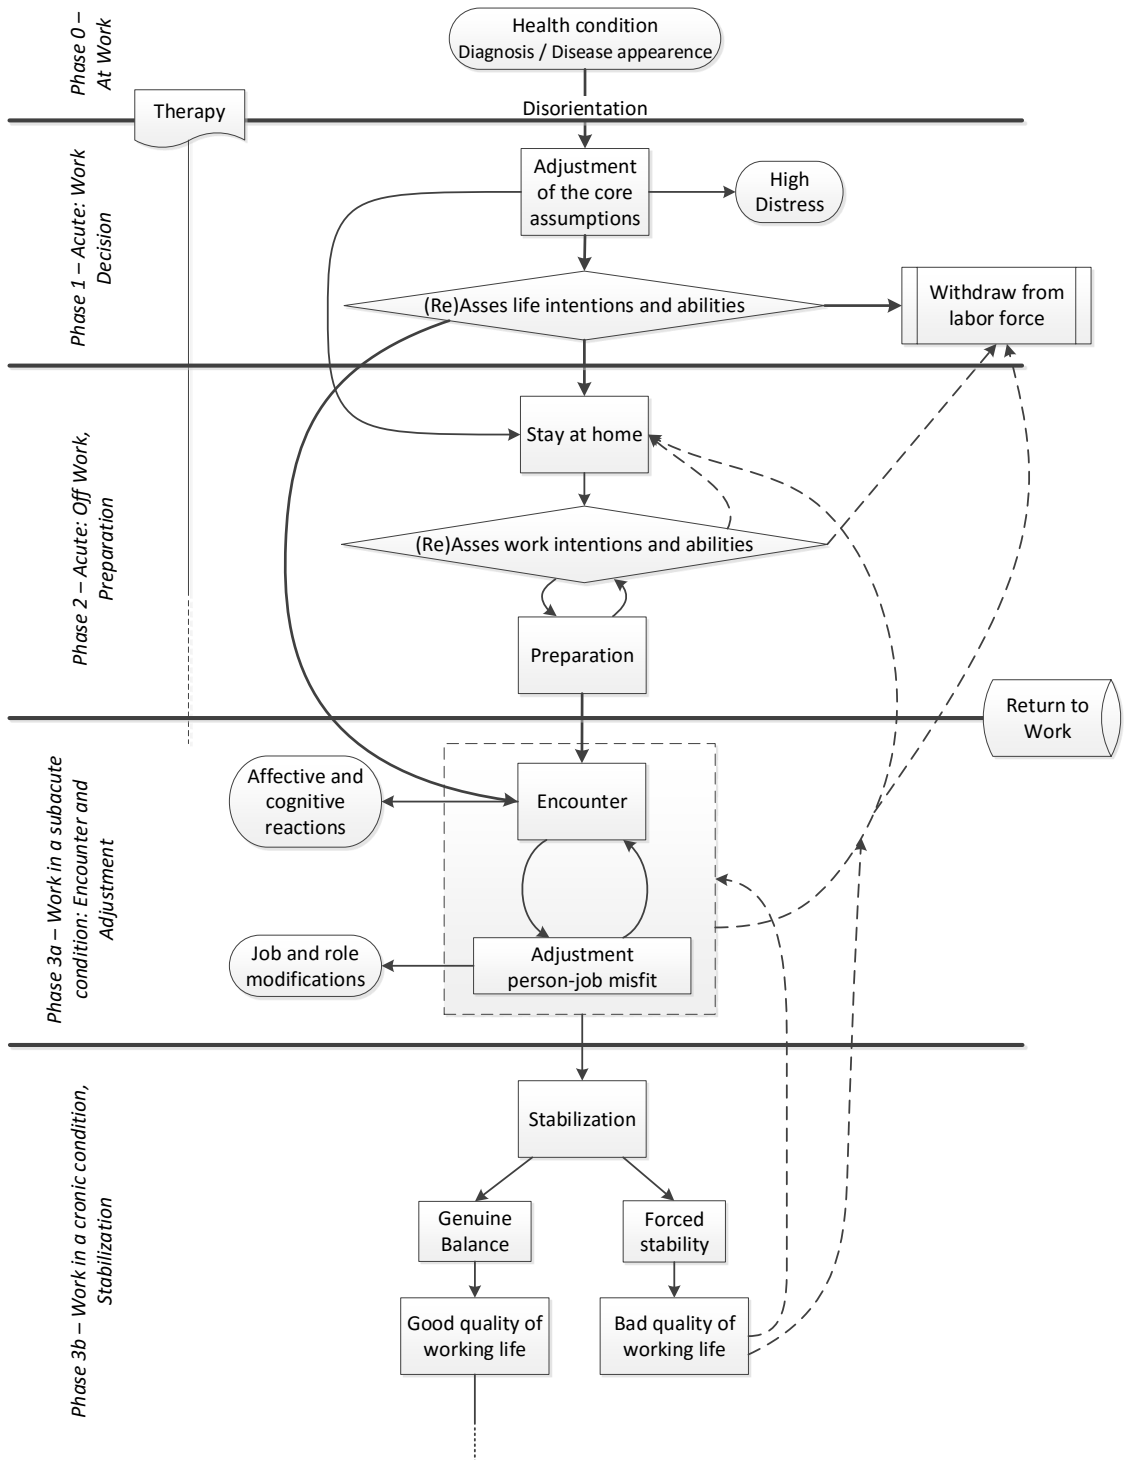 Phase 0 –
At Work
Health condition
Diagnosis / Disease appearence
Therapy
Disorientation
Phase 1 – Acute: Work
Decision
Adjustment
of the core
assumptions
High
Distress
(Re)Asses life intentions and abilities
Withdraw from
labor force
Phase 2 – Acute: Off Work,
Preparation
Stay at home
(Re)Asses work intentions and abilities
Preparation
Return to
Work
Phase 3a – Work in a subacute
condition: Encounter and
Adjustment
Affective and
cognitive
reactions
Encounter
Job and role
modifications
Adjustment
person-job misfit
Phase 3b – Work in a cronic condition,
Stabilization
Stabilization
Genuine
Balance
Forced
stability
Good quality of
working life
Bad quality of
working life